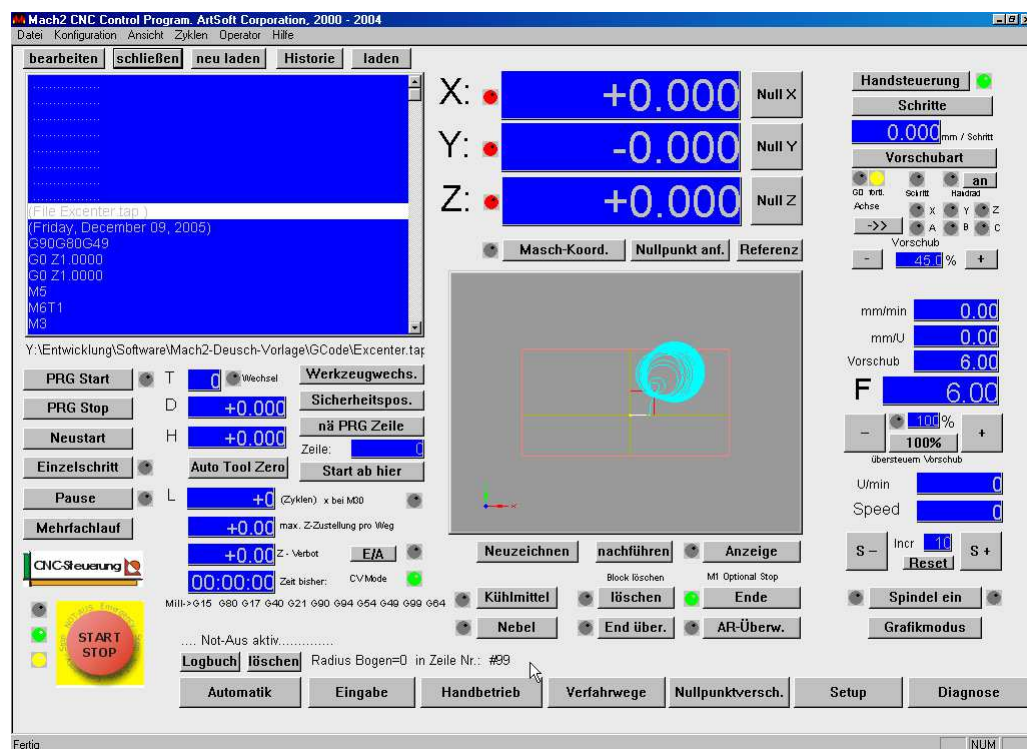 Mach2 CNC Control Program. ArtSoft Corporation, 2000 - 2004
Datei Konfiguration Ansicht Zyklen Operator Hilfe
bearbeiten schließen neu laden Historie laden
(File Excenter.tap )
(Friday, December 09, 2005)
G90G80G49
G0 Z1.0000
G0 Z1.0000
M5
M6T1
M3
Y:\Entwicklung\Software\Mach2-Deusch-Vorlage\GCode\Excenter.tap
X: +0.000 Null X
Y: -0.000 Null Y
Z: +0.000 Null Z
Masch-Koord. Nullpunkt anf. Referenz
Handsteuerung
Schritte
0.000 mm / Schritt
Vorschubart
an
G0 fortl. Schritt Handrad
Achse X Y Z
->> A B C
Vorschub
- 45.0 % +
mm/min 0.00
mm/U 0.00
Vorschub 6.00
F 6.00
- 100 % +
100%
übersteuern Vorschub
U/min 0
Speed 0
S - Incr 10 S +
Reset
Spindel ein
Grafikmodus
PRG Start T 0 Wechsel Werkzeugwechs.
PRG Stop D +0.000 Sicherheitspos.
Neustart H +0.000 nä PRG Zeile
Zeile: 0
Einzelschritt Auto Tool Zero Start ab hier
Pause L +0 (Zyklen) x bei M30
Mehrfachlauf +0.00 max. Z-Zustellung pro Weg
+0.00 Z - Verbot E/A
CNC-Steuerung 00:00:00 Zeit bisher: CV Mode
Mill->G15 G80 G17 G40 G21 G90 G94 G54 G49 G99 G64
Neuzeichnen nachführen Anzeige
Block löschen M1 Optional Stop
Kühlmittel löschen Ende
Nebel End über. AR-Überw.
START
STOP
.... Not-Aus aktiv..............
Logbuch löschen Radius Bogen=0 in Zeile Nr.: #99
Automatik Eingabe Handbetrieb Verfahrwege Nullpunktversch. Setup Diagnose
Fertig NUM